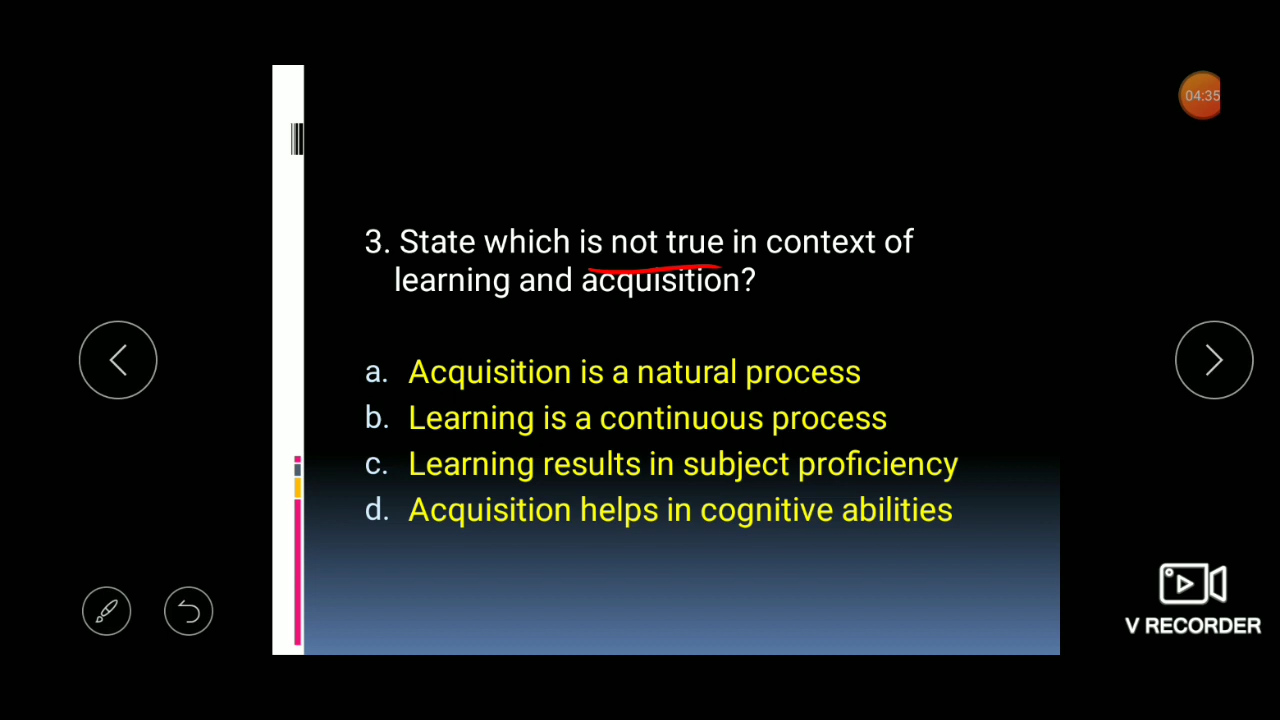 04:35
3. State which is not true in context of
learning and acquisition?
a. Acquisition is a natural process
b. Learning is a continuous process
c. Learning results in subject proficiency
d. Acquisition helps in cognitive abilities
V RECORDER